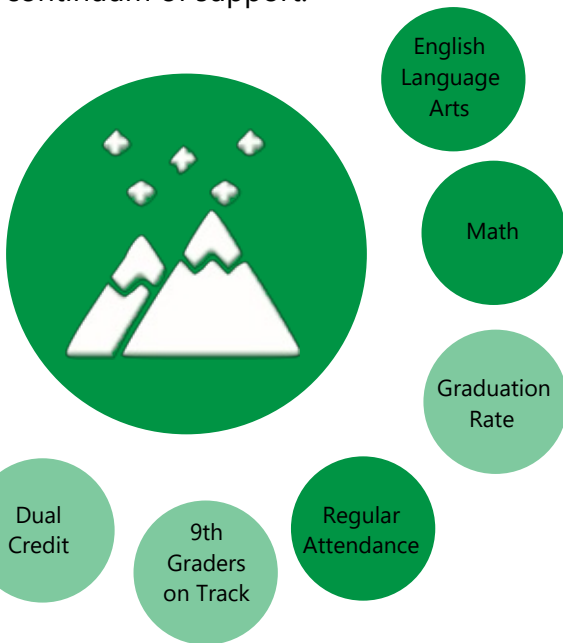 continuum of support.
English
Language
Arts
Math
Graduation
Rate
Regular
Attendance
9th
Graders
on Track
Dual
Credit